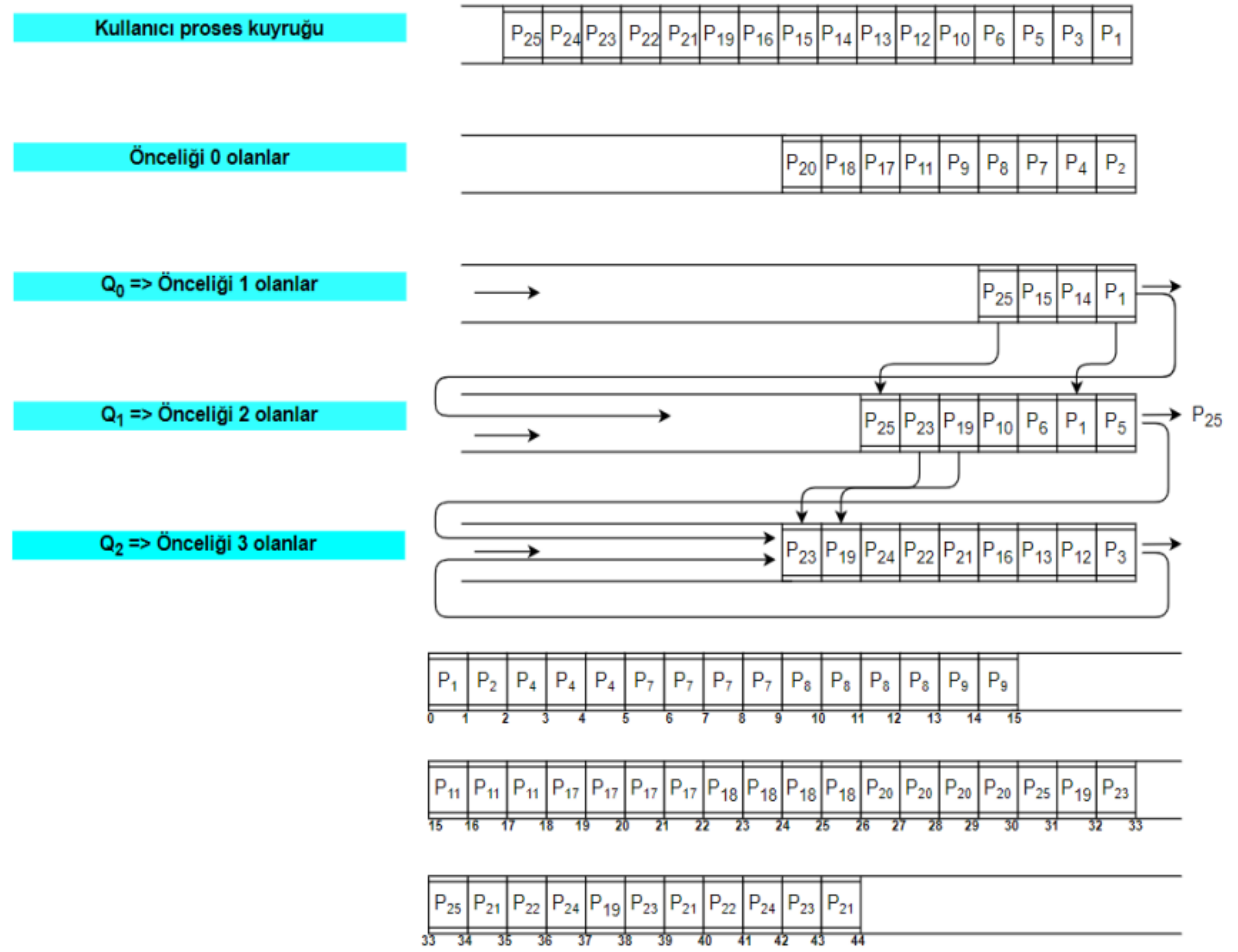 Kullanıcı proses kuyruğu
P25 P24 P23 P22 P21 P19 P16 P15 P14 P13 P12 P10 P6 P5 P3 P1
Önceliği 0 olanlar
P20 P18 P17 P11 P9 P8 P7 P4 P2
Q0 => Önceliği 1 olanlar
P25 P15 P14 P1
Q1 => Önceliği 2 olanlar
P25 P23 P19 P10 P6 P1 P5 P25
Q2 => Önceliği 3 olanlar
P23 P19 P24 P22 P21 P16 P13 P12 P3
P1 P2 P4 P4 P4 P7 P7 P7 P7 P8 P8 P8 P8 P9 P9
0 1 2 3 4 5 6 7 8 9 10 11 12 13 14 15
P11 P11 P11 P17 P17 P17 P17 P18 P18 P18 P18 P20 P20 P20 P20 P25 P19 P23
15 16 17 18 19 20 21 22 23 24 25 26 27 28 29 30 31 32 33
P25 P21 P22 P24 P19 P23 P21 P22 P24 P23 P21
33 34 35 36 37 38 39 40 41 42 43 44